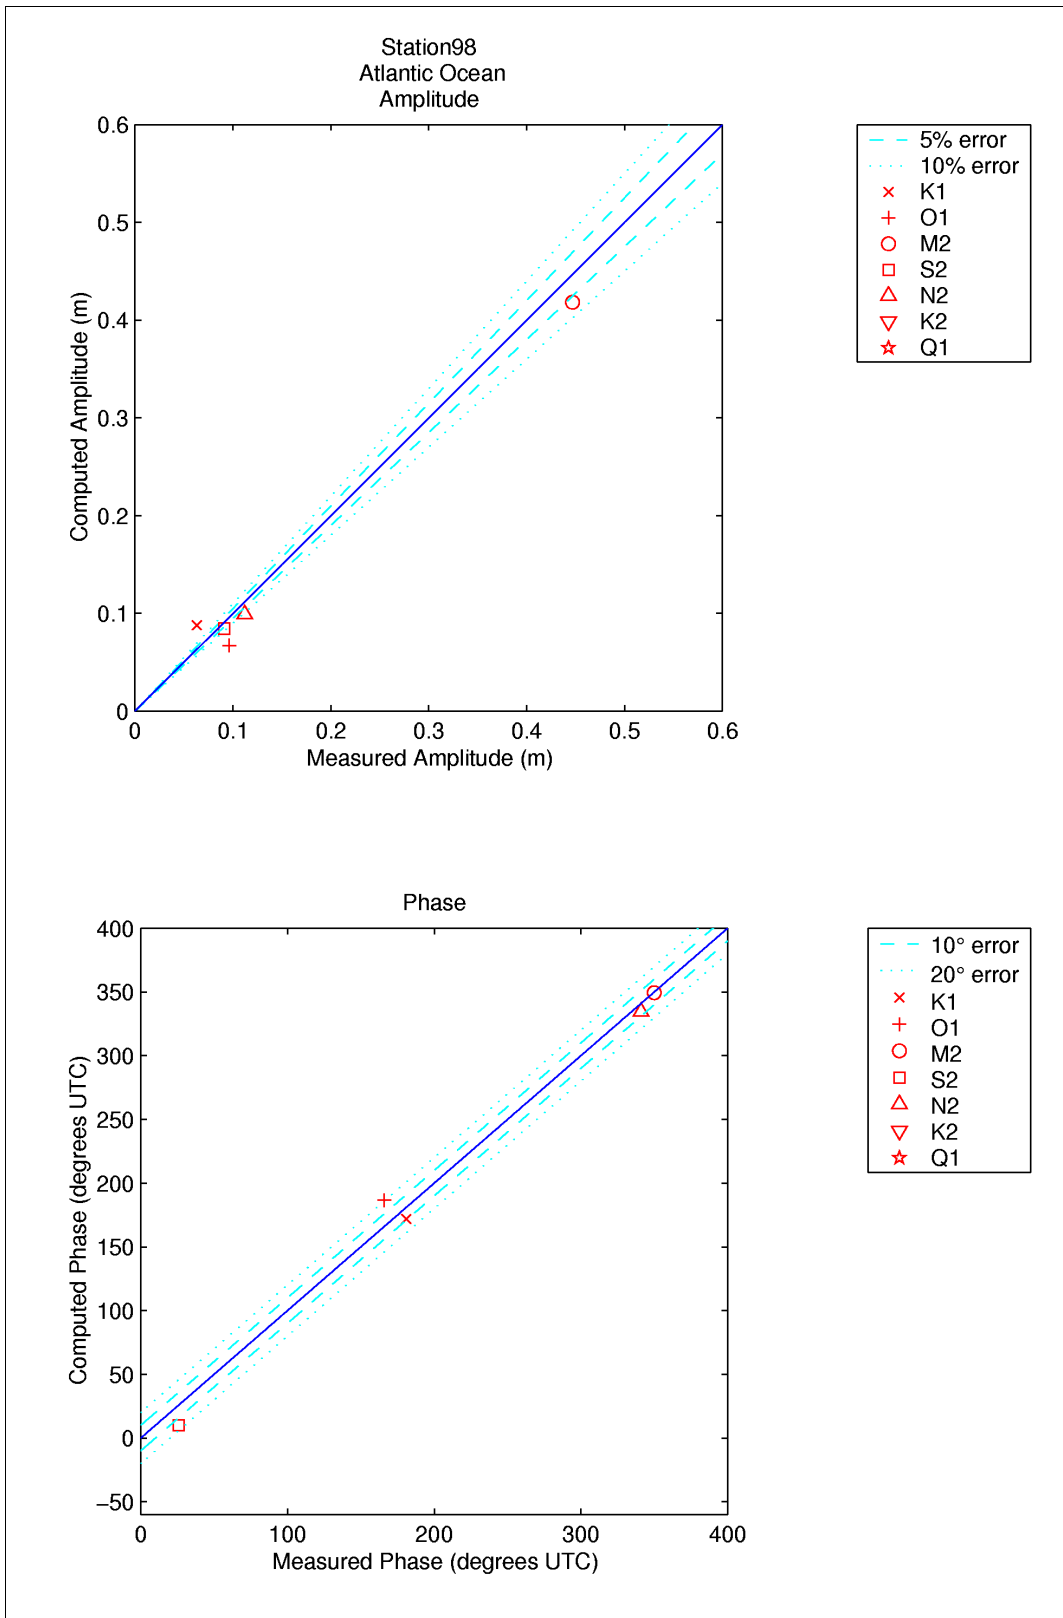 Station98
Atlantic Ocean
Amplitude
0.6
0.5
0.4
0.3
0.2
0.1
0
0 0.1 0.2 0.3 0.4 0.5 0.6
Computed Amplitude (m)
Measured Amplitude (m)
5% error
10% error
K1
O1
M2
S2
N2
K2
Q1
Phase
400
350
300
250
200
150
100
50
0
−50
0 100 200 300 400
Computed Phase (degrees UTC)
Measured Phase (degrees UTC)
10° error
20° error
K1
O1
M2
S2
N2
K2
Q1